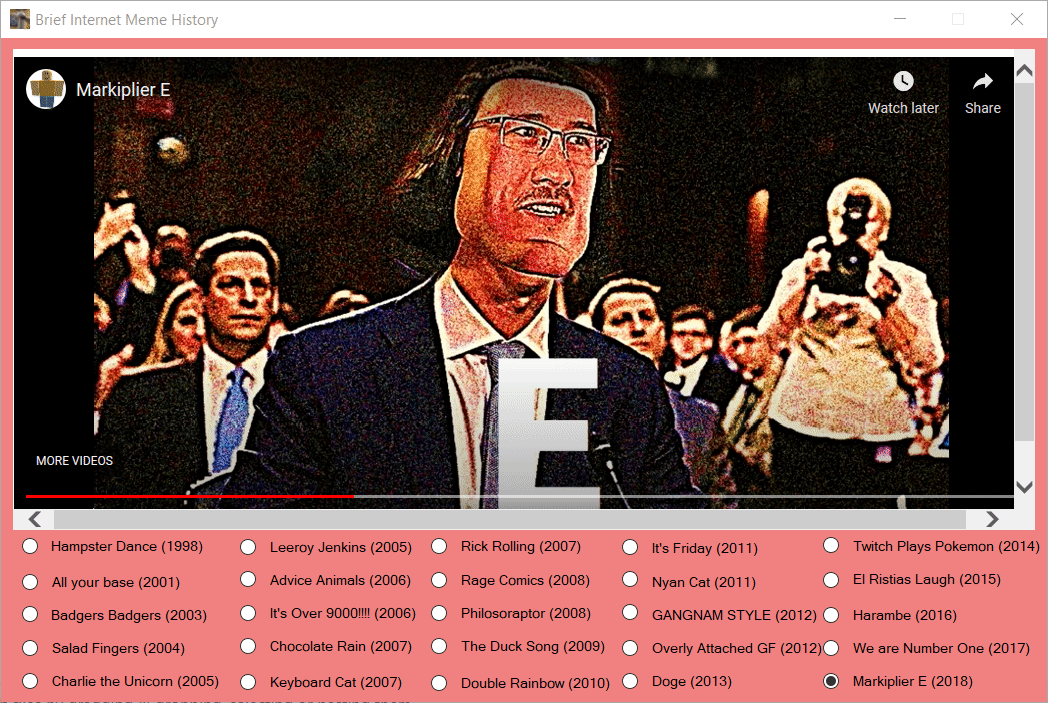 Brief Internet Meme History
Markiplier E
Watch later
Share
E
MORE VIDEOS
Hampster Dance (1998)
Leeroy Jenkins (2005)
Rick Rolling (2007)
It's Friday (2011)
Twitch Plays Pokemon (2014)
All your base (2001)
Advice Animals (2006)
Rage Comics (2008)
Nyan Cat (2011)
El Ristias Laugh (2015)
Badgers Badgers (2003)
It's Over 9000!!!! (2006)
Philosoraptor (2008)
GANGNAM STYLE (2012)
Harambe (2016)
Salad Fingers (2004)
Chocolate Rain (2007)
The Duck Song (2009)
Overly Attached GF (2012)
We are Number One (2017)
Charlie the Unicorn (2005)
Keyboard Cat (2007)
Double Rainbow (2010)
Doge (2013)
Markiplier E (2018)